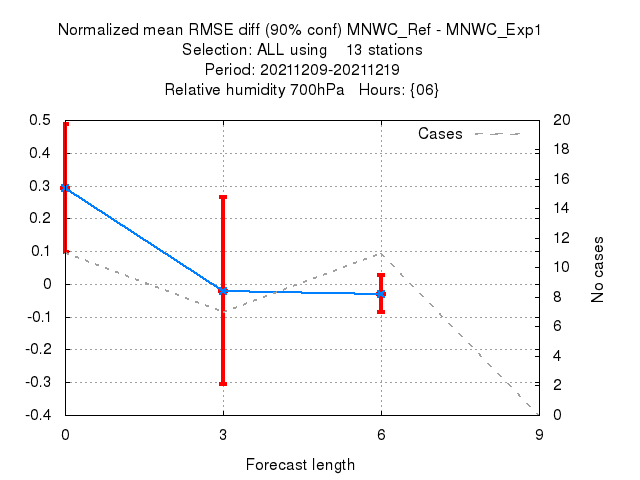 Normalized mean RMSE diff (90% conf) MNWC_Ref - MNWC_Exp1
Selection: ALL using    13 stations
Period: 20211209-20211219
Relative humidity 700hPa   Hours: {06}
Cases
0.5
0.4
0.3
0.2
0.1
0
-0.1
-0.2
-0.3
-0.4
20
18
16
14
12
10
8
6
4
2
0
No cases
0 3 6 9
Forecast length